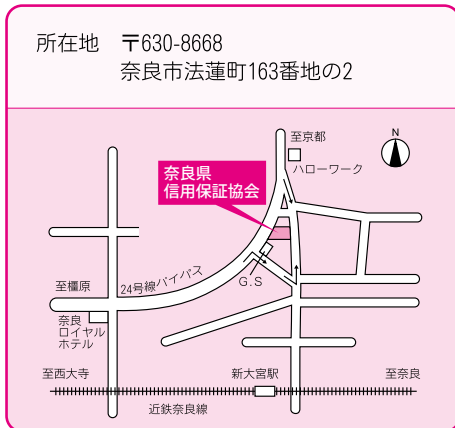 所在地 〒630-8668
奈良市法蓮町163番地の2
至京都
N
ハローワーク
奈良県
信用保証協会
至橿原
24号線バイパス
G.S
奈良
ロイヤル
ホテル
至西大寺
新大宮駅
至奈良
近鉄奈良線